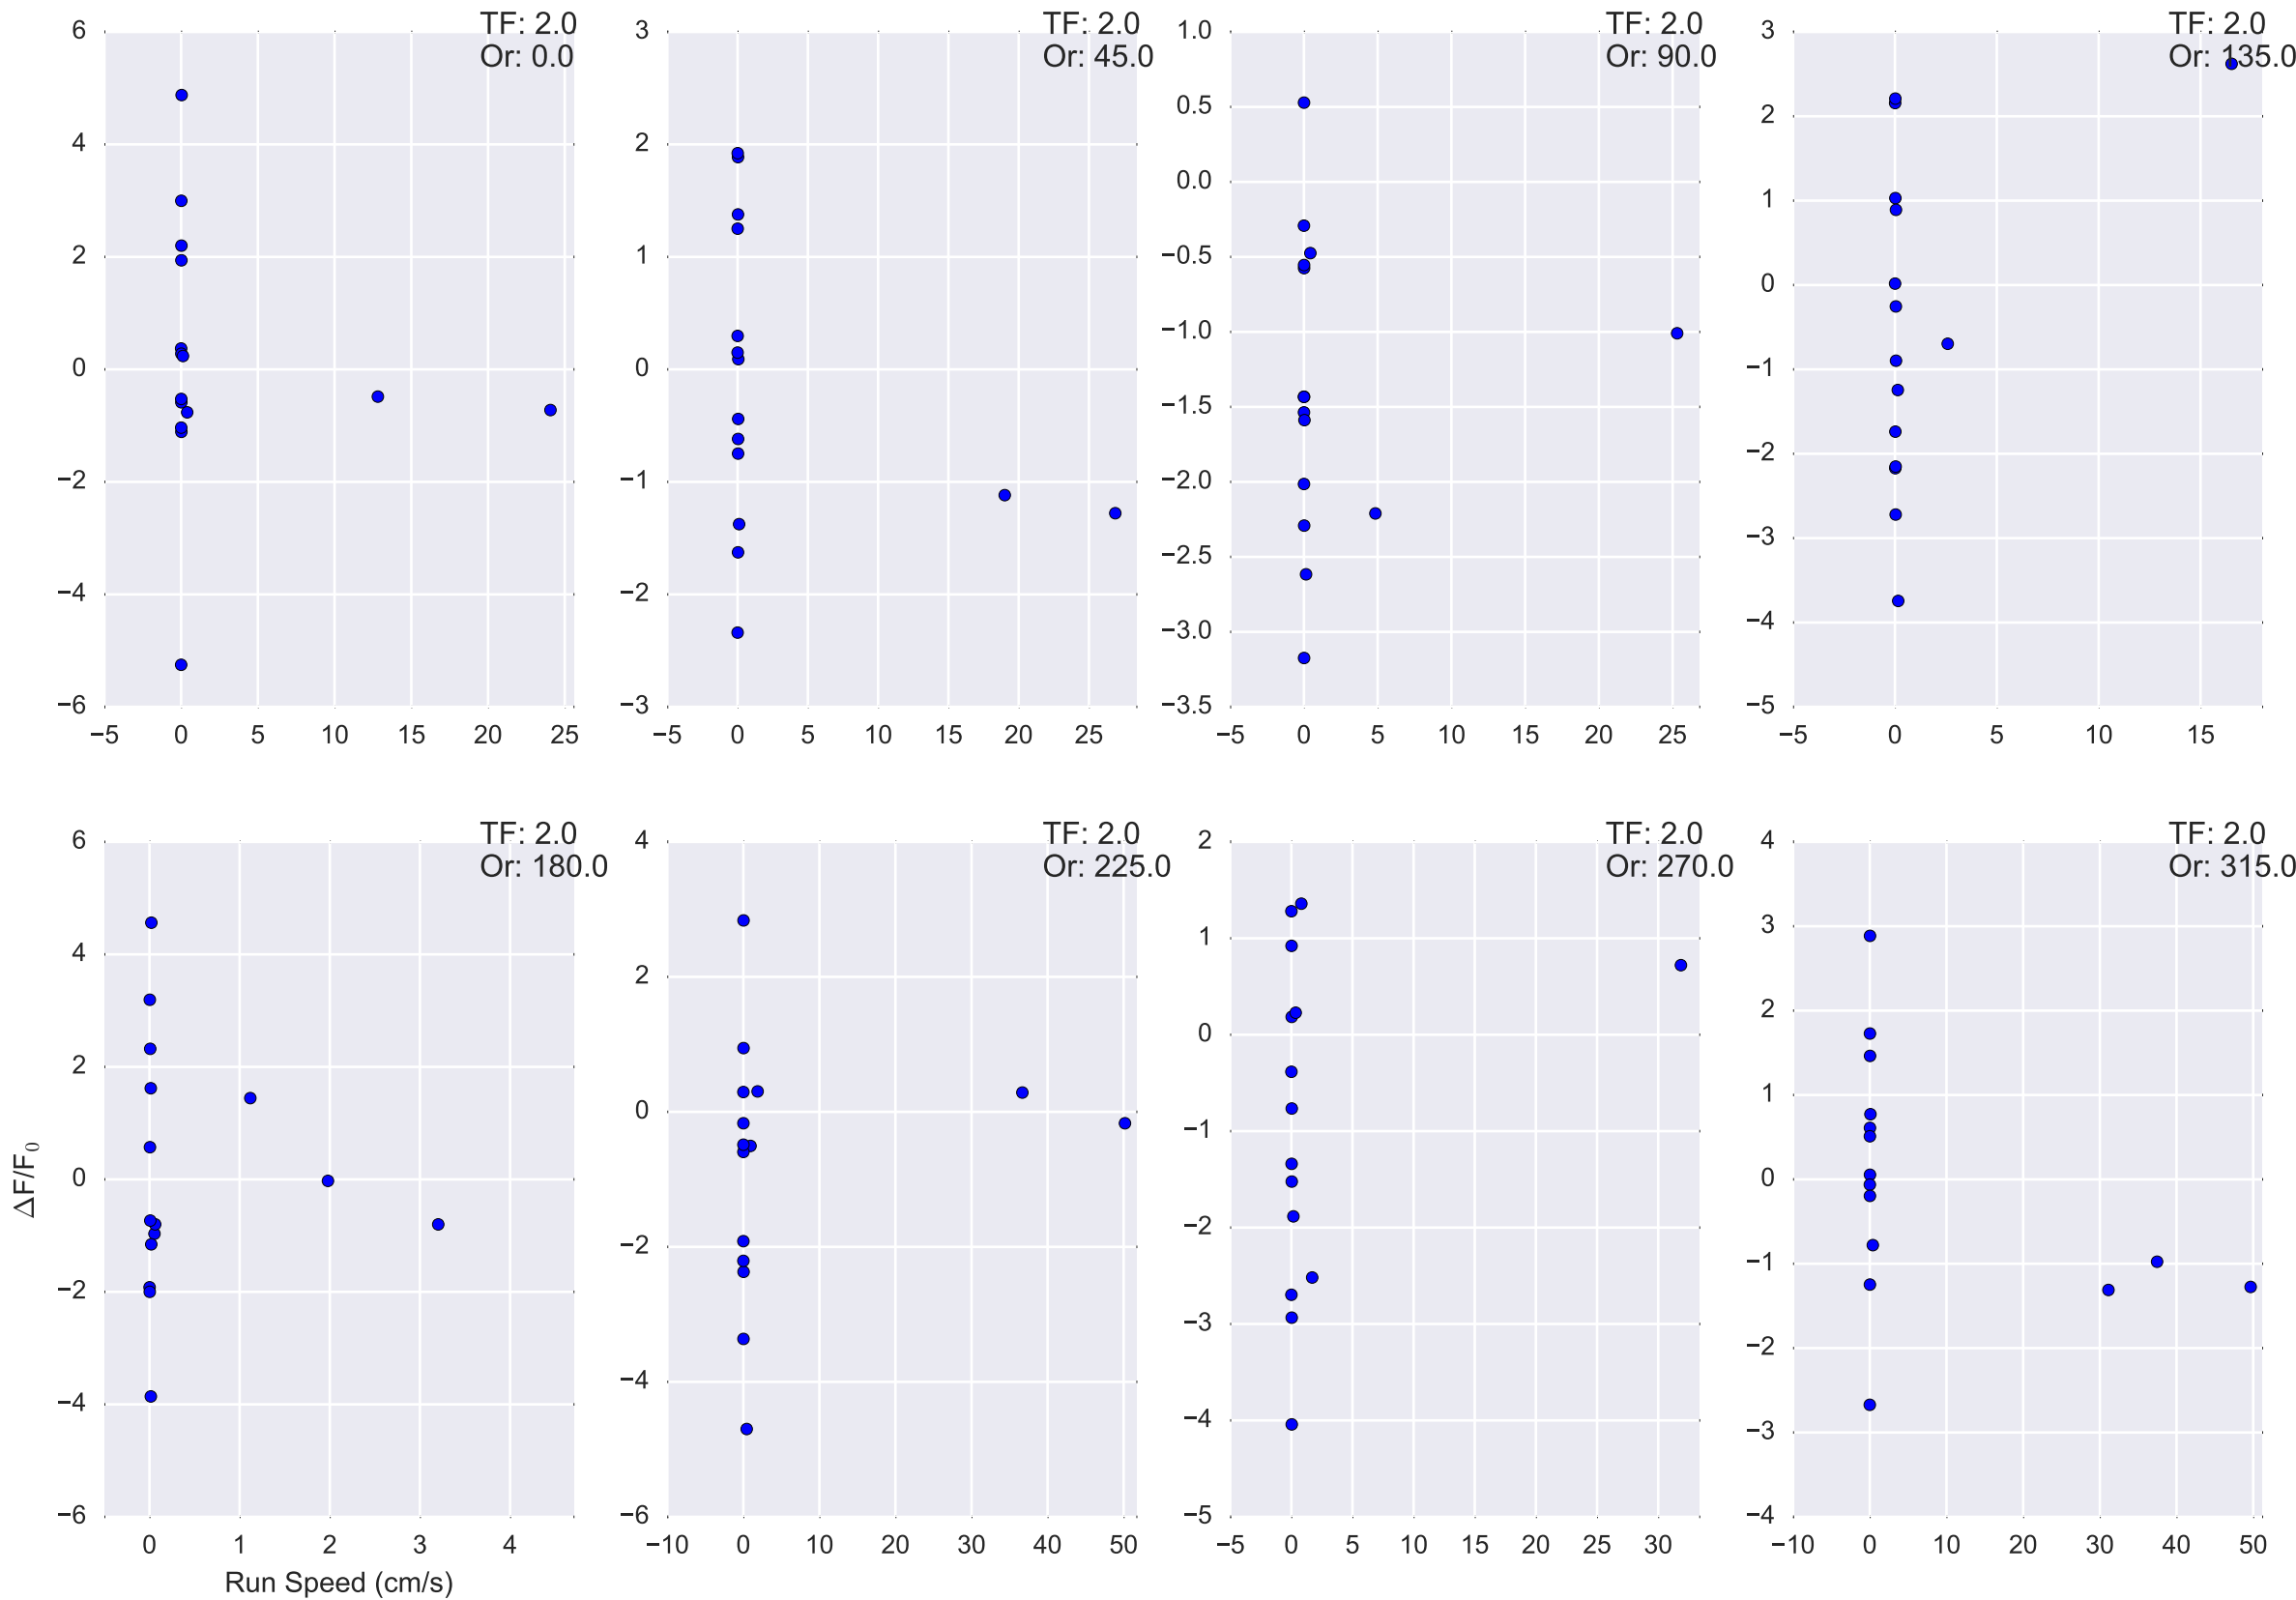 TF: 2.0
Or: 0.0
6
4
2
0
−2
−4
−6
−5 0 5 10 15 20 25
TF: 2.0
Or: 45.0
3
2
1
0
−1
−2
−3
−5 0 5 10 15 20 25
TF: 2.0
Or: 90.0
1.0
0.5
0.0
−0.5
−1.0
−1.5
−2.0
−2.5
−3.0
−3.5
−5 0 5 10 15 20 25
TF: 2.0
Or: 135.0
3
2
1
0
−1
−2
−3
−4
−5
−5 0 5 10 15
TF: 2.0
Or: 180.0
6
4
2
0
−2
−4
−6
ΔF/F₀
0 1 2 3 4
Run Speed (cm/s)
TF: 2.0
Or: 225.0
4
2
0
−2
−4
−6
−10 0 10 20 30 40 50
TF: 2.0
Or: 270.0
2
1
0
−1
−2
−3
−4
−5
−5 0 5 10 15 20 25 30
TF: 2.0
Or: 315.0
4
3
2
1
0
−1
−2
−3
−4
−10 0 10 20 30 40 50